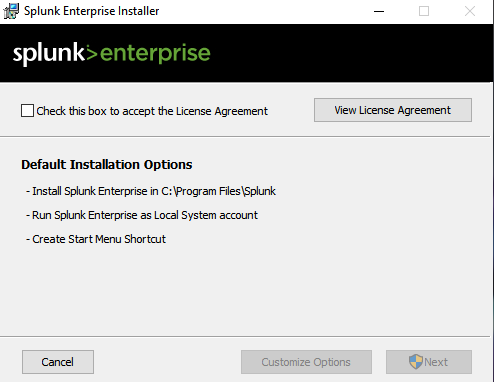 Splunk Enterprise Installer
splunk>enterprise
Check this box to accept the License Agreement
View License Agreement
Default Installation Options
- Install Splunk Enterprise in C:\Program Files\Splunk
- Run Splunk Enterprise as Local System account
- Create Start Menu Shortcut
Cancel
Customize Options
Next